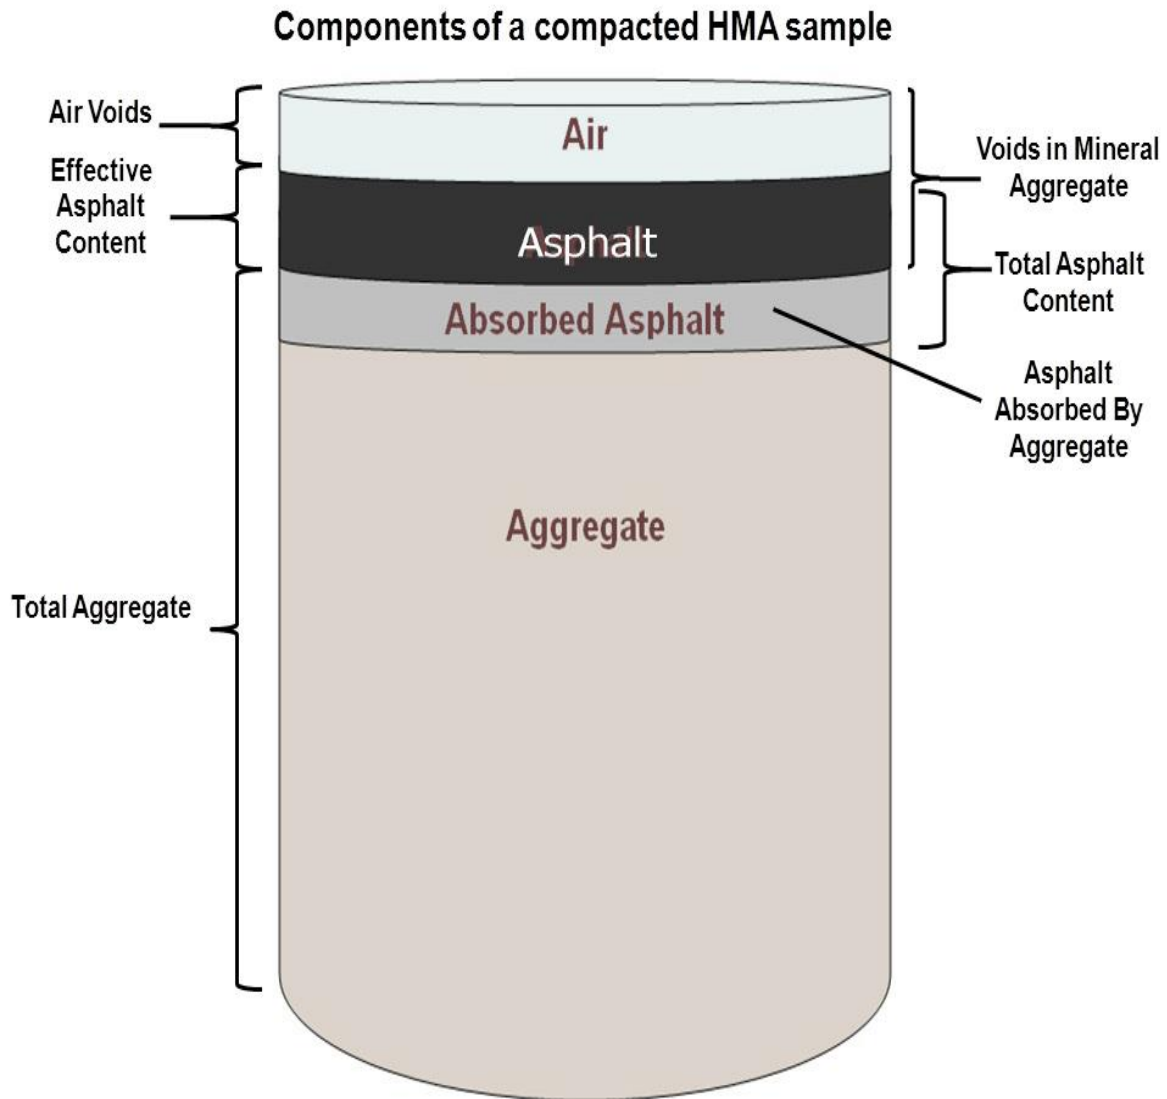 Components of a compacted HMA sample
Air Voids
Effective
Asphalt
Content
Total Aggregate
Air
Asphalt
Absorbed Asphalt
Aggregate
Voids in Mineral
Aggregate
Total Asphalt
Content
Asphalt
Absorbed By
Aggregate